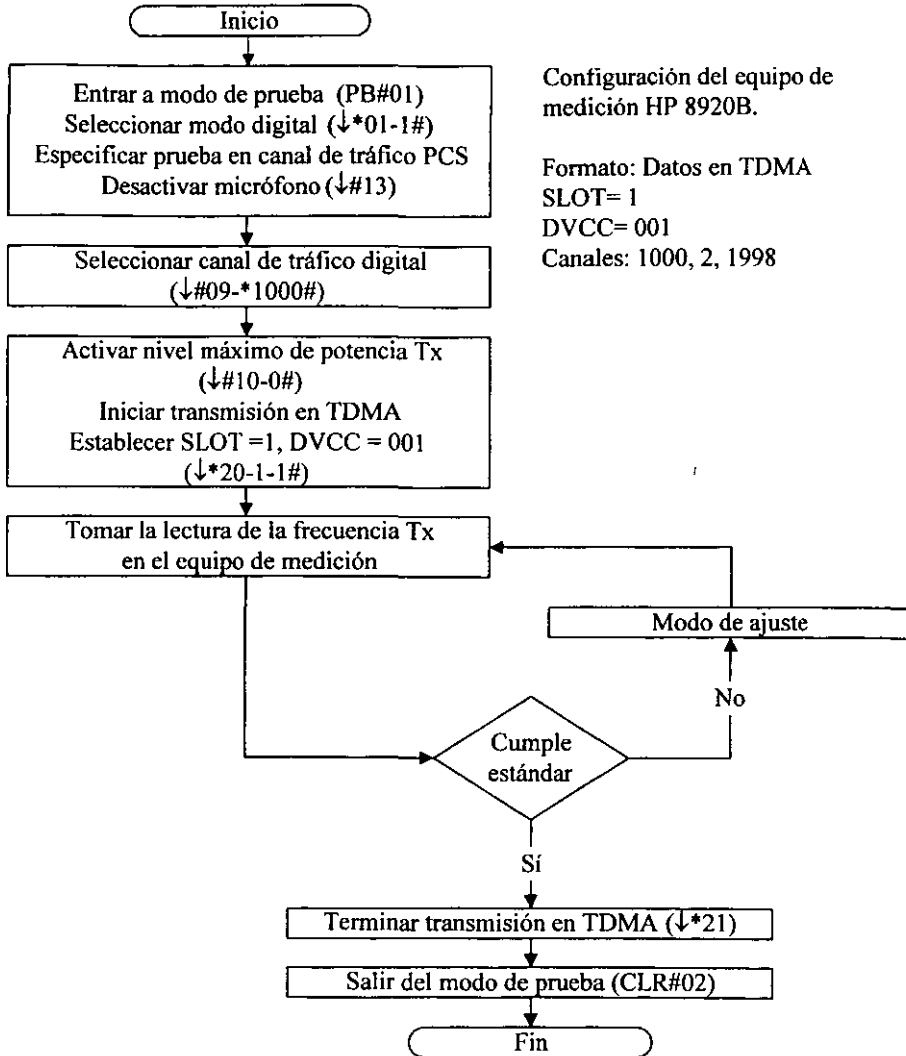 Inicio
Entrar a modo de prueba (PB#01)
Seleccionar modo digital (↓*01-1#)
Especificar prueba en canal de tráfico PCS
Desactivar micrófono (↓#13)
Configuración del equipo de
medición HP 8920B.
Formato: Datos en TDMA
SLOT= 1
DVCC= 001
Canales: 1000, 2, 1998
Seleccionar canal de tráfico digital
(↓#09-*1000#)
Activar nivel máximo de potencia Tx
(↓#10-0#)
Iniciar transmisión en TDMA
Establecer SLOT =1, DVCC = 001
(↓*20-1-1#)
Tomar la lectura de la frecuencia Tx
en el equipo de medición
Modo de ajuste
No
Cumple
estándar
Sí
Terminar transmisión en TDMA (↓*21)
Salir del modo de prueba (CLR#02)
Fin